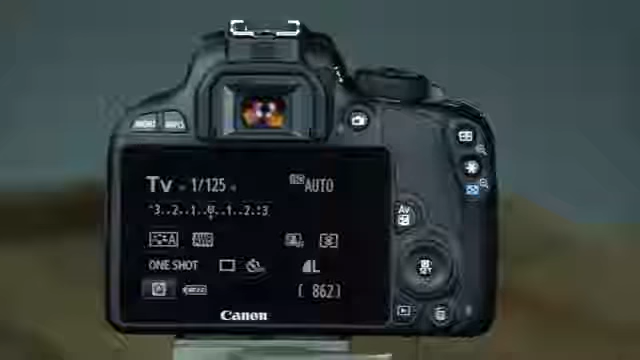 MENU INFO
Tv 1/125 ISO AUTO
-3..2..1..0..1..2..:3
A AWB
ONE SHOT L
[ 862]
Av
SET
Canon